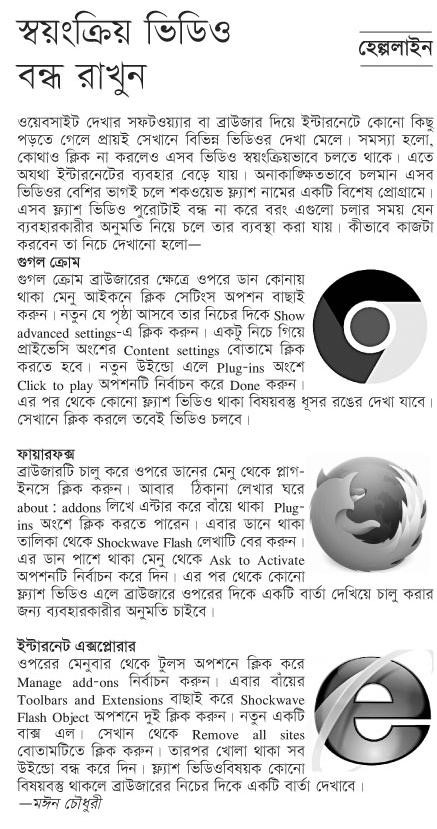 স্বয়ংক্রিয় ভিডিও
বন্ধ রাখুন
হেল্পলাইন
ওয়েবসাইট দেখার সফটওয়্যার বা ব্রাউজার দিয়ে ইন্টারনেটে কোনো কিছু
পড়তে গেলে প্রায়ই সেখানে বিভিন্ন ভিডিওর দেখা মেলে। সমস্যা হলো,
কোথাও ক্লিক না করলেও এসব ভিডিও স্বয়ংক্রিয়ভাবে চলতে থাকে। এতে
অযথা ইন্টারনেটের ব্যবহার বেড়ে যায়। অনাকাঙ্ক্ষিতভাবে চলমান এসব
ভিডিওর বেশির ভাগই চলে শকওয়েভ ফ্ল্যাশ নামের একটি বিশেষ প্রোগ্রামে।
এসব ফ্ল্যাশ ভিডিও পুরোটাই বন্ধ না করে বরং এগুলো চলার সময় যেন
ব্যবহারকারীর অনুমতি নিয়ে চলে তার ব্যবস্থা করা যায়। কীভাবে কাজটা
করবেন তা নিচে দেখানো হলো—
গুগল ক্রোম
গুগল ক্রোম ব্রাউজারের ক্ষেত্রে ওপরে ডান কোনায়
থাকা মেনু আইকনে ক্লিক সেটিংস অপশন বাছাই
করুন। নতুন যে পৃষ্ঠা আসবে তার নিচের দিকে Show
advanced settings-এ ক্লিক করুন। একটু নিচে গিয়ে
প্রাইভেসি অংশের Content settings বোতামে ক্লিক
করতে হবে। নতুন উইন্ডো এলে Plug-ins অংশে
Click to play অপশনটি নির্বাচন করে Done করুন।
এর পর থেকে কোনো ফ্ল্যাশ ভিডিও থাকা বিষয়বস্তু ধূসর রঙের দেখা যাবে।
সেখানে ক্লিক করলে তবেই ভিডিও চলবে।
ফায়ারফক্স
ব্রাউজারটি চালু করে ওপরে ডানের মেনু থেকে প্লাগ-
ইনসে ক্লিক করুন। আবার ঠিকানা লেখার ঘরে
about : addons লিখে এন্টার করে বাঁয়ে থাকা Plug-
ins অংশে ক্লিক করতে পারেন। এবার ডানে থাকা
তালিকা থেকে Shockwave Flash লেখাটি বের করুন।
এর ডান পাশে থাকা মেনু থেকে Ask to Activate
অপশনটি নির্বাচন করে দিন। এর পর থেকে কোনো
ফ্ল্যাশ ভিডিও এলে ব্রাউজারে ওপরের দিকে একটি বার্তা দেখিয়ে চালু করার
জন্য ব্যবহারকারীর অনুমতি চাইবে।
ইন্টারনেট এক্সপ্লোরার
ওপরের মেনুবার থেকে টুলস অপশনে ক্লিক করে
Manage add-ons নির্বাচন করুন। এবার বাঁয়ের
Toolbars and Extensions বাছাই করে Shockwave
Flash Object অপশনে দুই ক্লিক করুন। নতুন একটি
বাক্স এল। সেখান থেকে Remove all sites
বোতামটিতে ক্লিক করুন। তারপর খোলা থাকা সব
উইন্ডো বন্ধ করে দিন। ফ্ল্যাশ ভিডিওবিষয়ক কোনো
বিষয়বস্তু থাকলে ব্রাউজারের নিচের দিকে একটি বার্তা দেখাবে।
—মঈন চৌধুরী